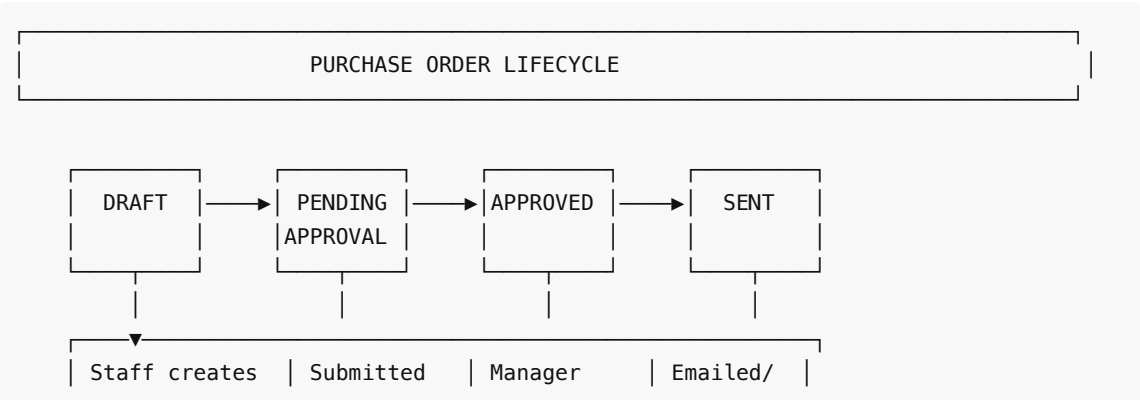 PURCHASE ORDER LIFECYCLE
DRAFT PENDING APPROVED SENT
APPROVAL
Staff creates Submitted Manager Emailed/